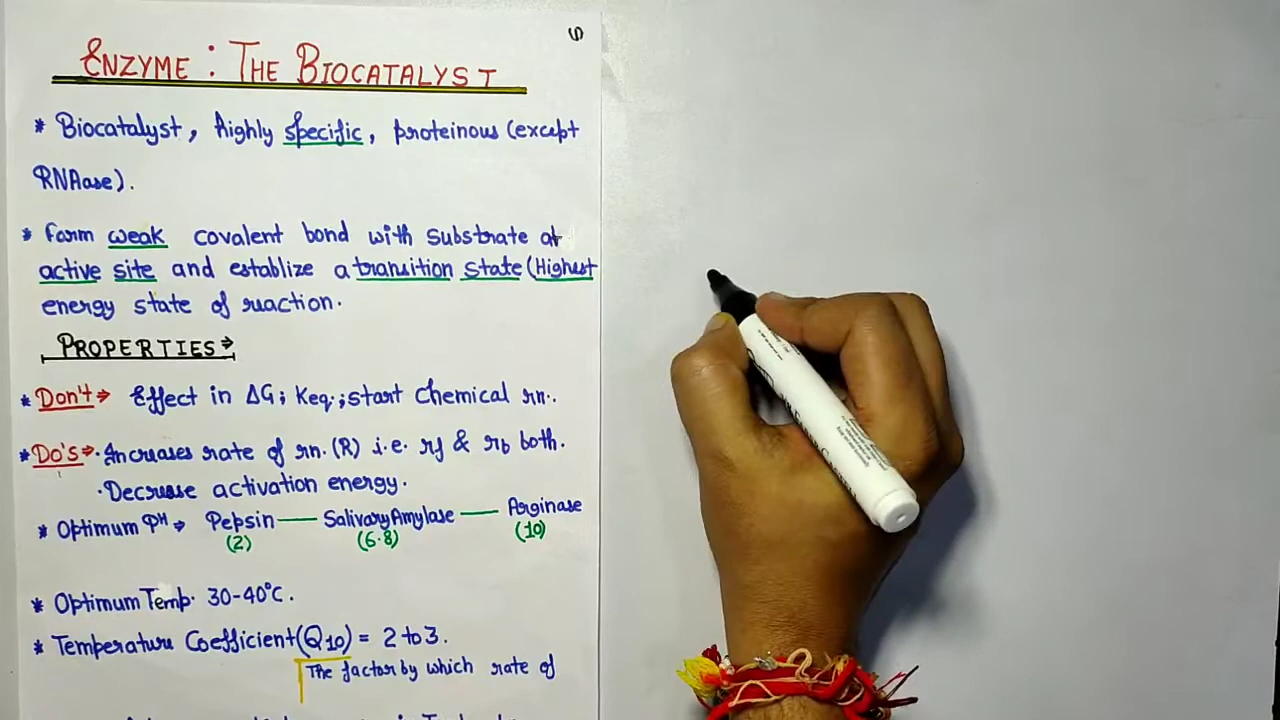 5
ENZYME : THE BIOCATALYST
* Biocatalyst, highly specific, proteinous (except
RNAase).
* Form weak covalent bond with substrate at
active site and establize a transition state (Highest
energy state of reaction.
PROPERTIES→
* Don't → Effect in ΔG; Keq.; start chemical rn..
* Do's → • Increases rate of rn. (R) i.e. rf & rb both.
• Decrease activation energy.
* Optimum PH → Pepsin — Salivary Amylase — Arginase
(2) (6.8) (10)
* Optimum Temp. 30-40°C.
* Temperature Coefficient (Q10) = 2 to 3.
The factor by which rate of